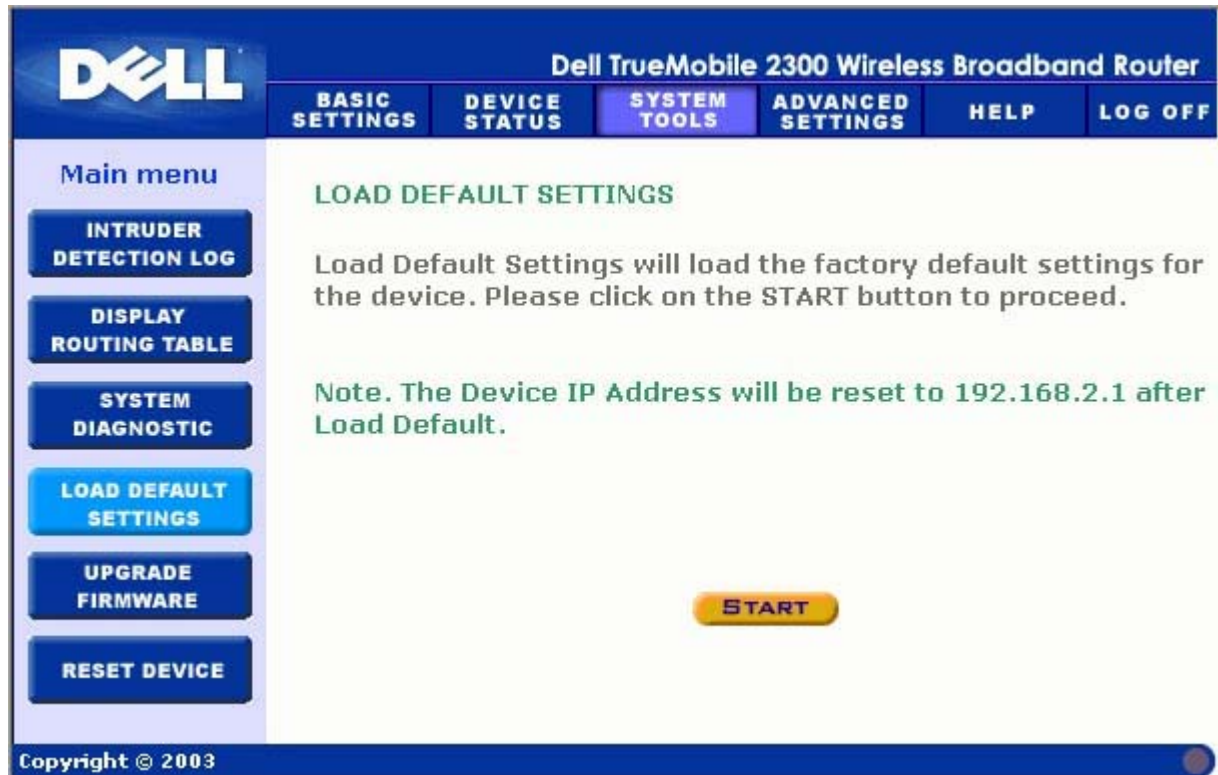 DELL
Dell TrueMobile 2300 Wireless Broadband Router
BASIC SETTINGS
DEVICE STATUS
SYSTEM TOOLS
ADVANCED SETTINGS
HELP
LOG OFF
Main menu
INTRUDER
DETECTION LOG
DISPLAY
ROUTING TABLE
SYSTEM
DIAGNOSTIC
LOAD DEFAULT
SETTINGS
UPGRADE
FIRMWARE
RESET DEVICE
LOAD DEFAULT SETTINGS
Load Default Settings will load the factory default settings for
the device. Please click on the START button to proceed.
Note. The Device IP Address will be reset to 192.168.2.1 after
Load Default.
START
Copyright © 2003